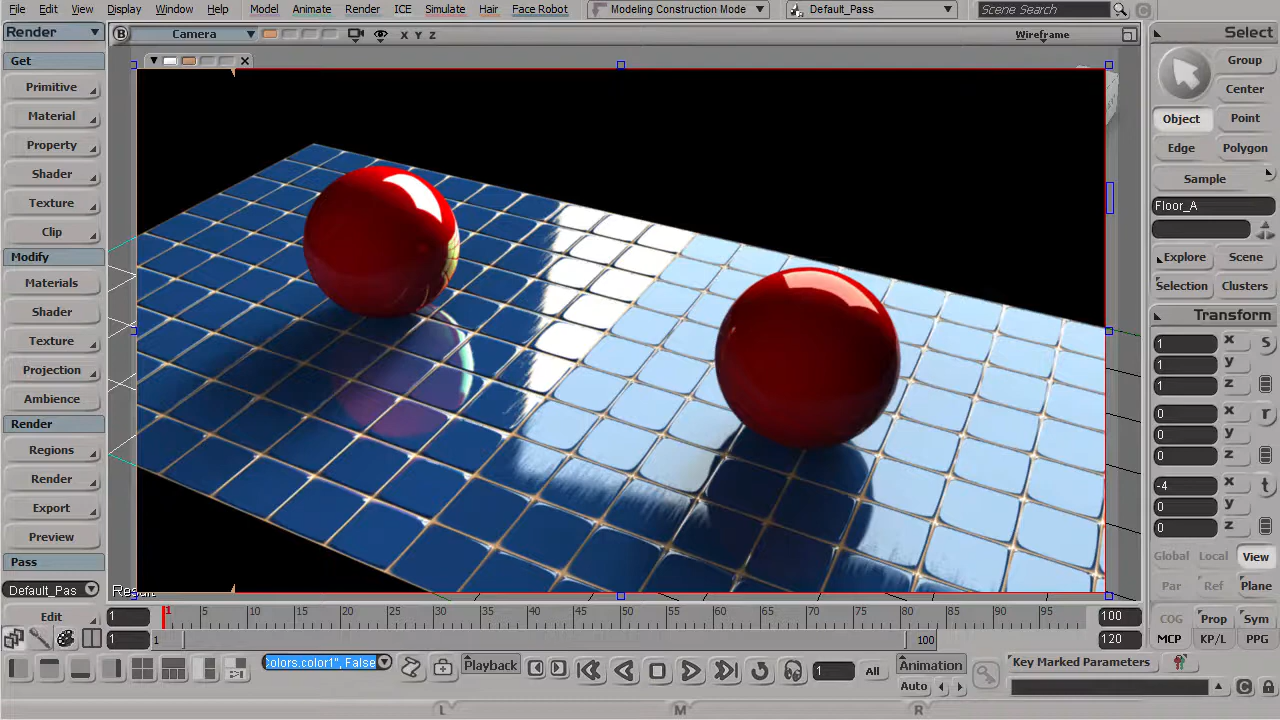 File Edit View Display Window Help Model Animate Render ICE Simulate Hair Face Robot Modeling Construction Mode Default_Pass Scene Search C
Render B Camera X Y Z Wireframe Select
Get
Primitive
Material
Property
Shader
Texture
Clip
Modify
Materials
Shader
Texture
Projection
Ambience
Render
Regions
Render
Export
Preview
Pass
Default_Pas
Edit
Group
Center
Object Point
Edge Polygon
Sample
Floor_A
Explore Scene
Selection Clusters
Transform
1 x s
1 y
1 z
0 x r
0 y
0 z
-4 x t
0 y
0 z
Global Local View
Par Ref Plane
COG Prop Sym
MCP KP/L PPG
1 1 5 10 15 20 25 30 35 40 45 50 55 60 65 70 75 80 85 90 95 100
1 1 100 120
colors.color1", False Playback 1 All Animation Key Marked Parameters
Auto C
L M R